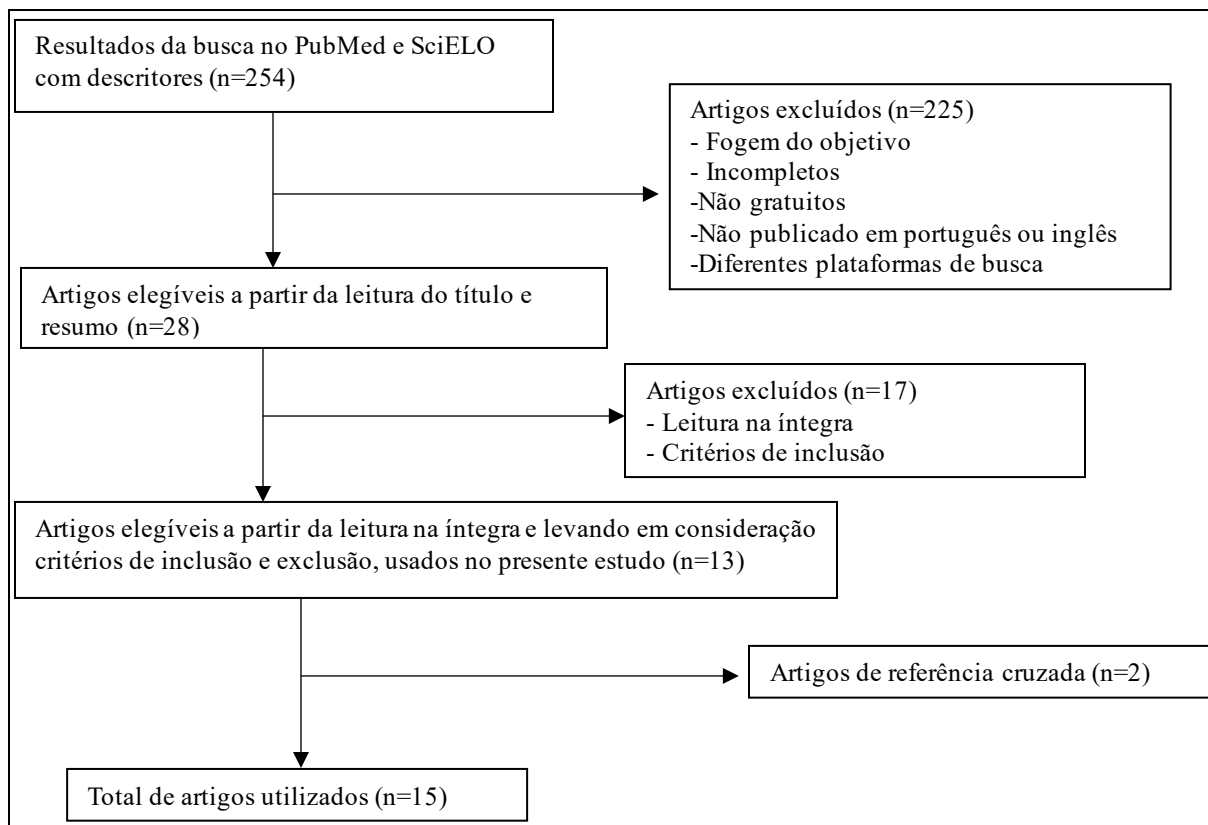 Resultados da busca no PubMed e SciELO
com descritores (n=254)
Artigos excluídos (n=225)
- Fogem do objetivo
- Incompletos
-Não gratuitos
-Não publicado em português ou inglês
-Diferentes plataformas de busca
Artigos elegíveis a partir da leitura do título e
resumo (n=28)
Artigos excluídos (n=17)
- Leitura na íntegra
- Critérios de inclusão
Artigos elegíveis a partir da leitura na íntegra e levando em consideração
critérios de inclusão e exclusão, usados no presente estudo (n=13)
Artigos de referência cruzada (n=2)
Total de artigos utilizados (n=15)